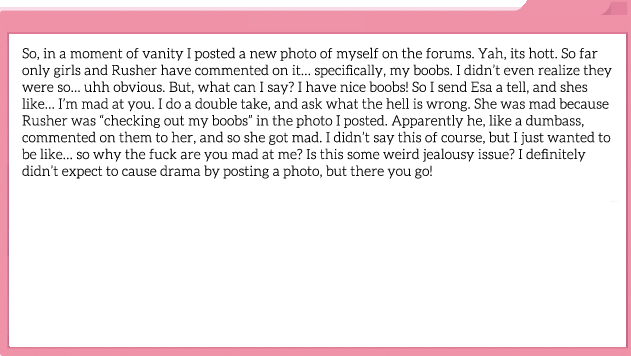 So, in a moment of vanity I posted a new photo of myself on the forums. Yah, its hott. So far
only girls and Rusher have commented on it... specifically, my boobs. I didn't even realize they
were so... uhh obvious. But, what can I say? I have nice boobs! So I send Esa a tell, and shes
like... I'm mad at you. I do a double take, and ask what the hell is wrong. She was mad because
Rusher was "checking out my boobs" in the photo I posted. Apparently he, like a dumbass,
commented on them to her, and so she got mad. I didn't say this of course, but I just wanted to
be like... so why the fuck are you mad at me? Is this some weird jealousy issue? I definitely
didn't expect to cause drama by posting a photo, but there you go!